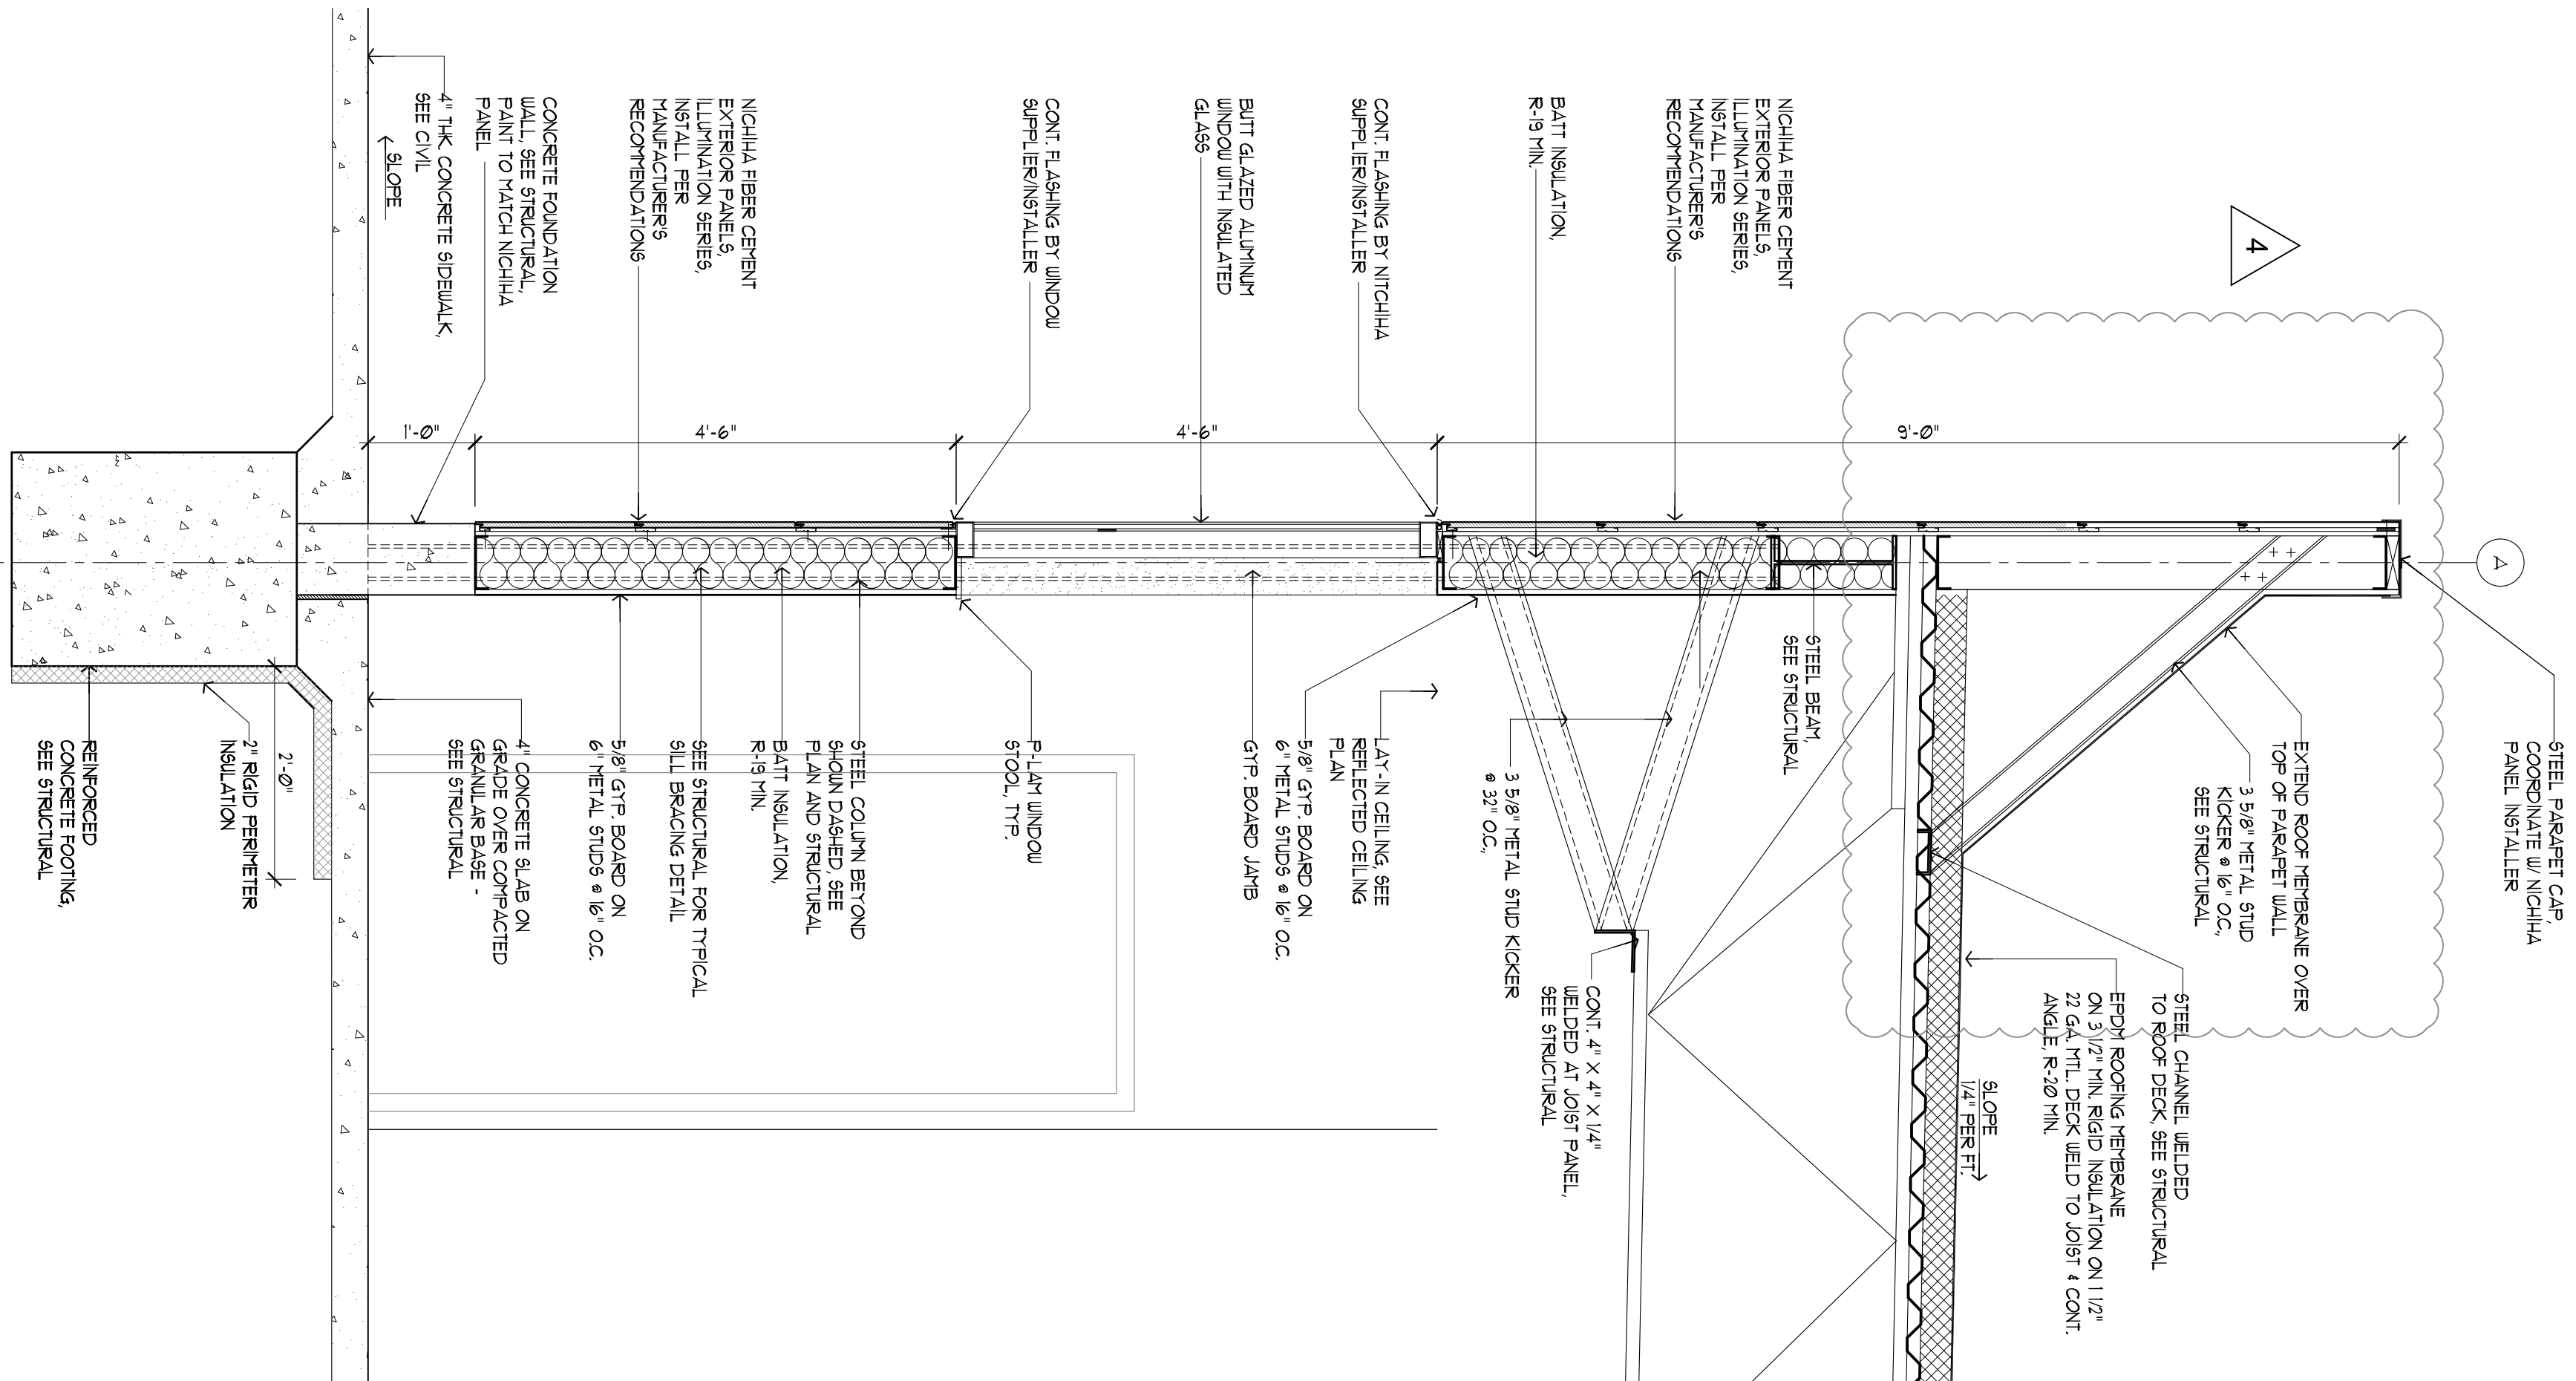 4
A
STEEL PARAPET CAP,
COORDINATE W/ NICHIHA
PANEL INSTALLER
EXTEND ROOF MEMBRANE OVER
TOP OF PARAPET WALL
3 5/8" METAL STUD
KICKER @ 16" O.C.,
SEE STRUCTURAL
STEEL CHANNEL WELDED
TO ROOF DECK, SEE STRUCTURAL
EPDM ROOFING MEMBRANE
ON 3 1/2" MIN. RIGID INSULATION ON 1 1/2"
22 GA. MTL. DECK WELD TO JOIST & CONT.
ANGLE, R-20 MIN.
SLOPE
1/4" PER FT.
9'-0"
NICHIHA FIBER CEMENT
EXTERIOR PANELS,
ILLUMINATION SERIES,
INSTALL PER
MANUFACTURER'S
RECOMMENDATIONS
STEEL BEAM,
SEE STRUCTURAL
BATT INSULATION,
R-19 MIN.
CONT. 4" X 4" X 1/4"
WELDED AT JOIST PANEL,
SEE STRUCTURAL
3 5/8" METAL STUD KICKER
@ 32" O.C.,
CONT. FLASHING BY NITCHIHA
SUPPLIER/INSTALLER
LAY-IN CEILING, SEE
REFLECTED CEILING
PLAN
5/8" GYP. BOARD ON
6" METAL STUDS @ 16" O.C.
BUTT GLAZED ALUMINUM
WINDOW WITH INSULATED
GLASS
4'-6"
GYP. BOARD JAMB
CONT. FLASHING BY WINDOW
SUPPLIER/INSTALLER
P-LAM WINDOW
STOOL, TYP.
NICHIHA FIBER CEMENT
EXTERIOR PANELS,
ILLUMINATION SERIES,
INSTALL PER
MANUFACTURER'S
RECOMMENDATIONS
4'-6"
STEEL COLUMN BEYOND
SHOWN DASHED, SEE
PLAN AND STRUCTURAL
BATT INSULATION,
R-19 MIN.
SEE STRUCTURAL FOR TYPICAL
SILL BRACING DETAIL
5/8" GYP. BOARD ON
6" METAL STUDS @ 16" O.C.
CONCRETE FOUNDATION
WALL, SEE STRUCTURAL,
PAINT TO MATCH NICHIHA
PANEL
1'-0"
4" CONCRETE SLAB ON
GRADE OVER COMPACTED
GRANULAR BASE -
SEE STRUCTURAL
4" THK. CONCRETE SIDEWALK,
SEE CIVIL
SLOPE
2'-0"
2" RIGID PERIMETER
INSULATION
REINFORCED
CONCRETE FOOTING,
SEE STRUCTURAL